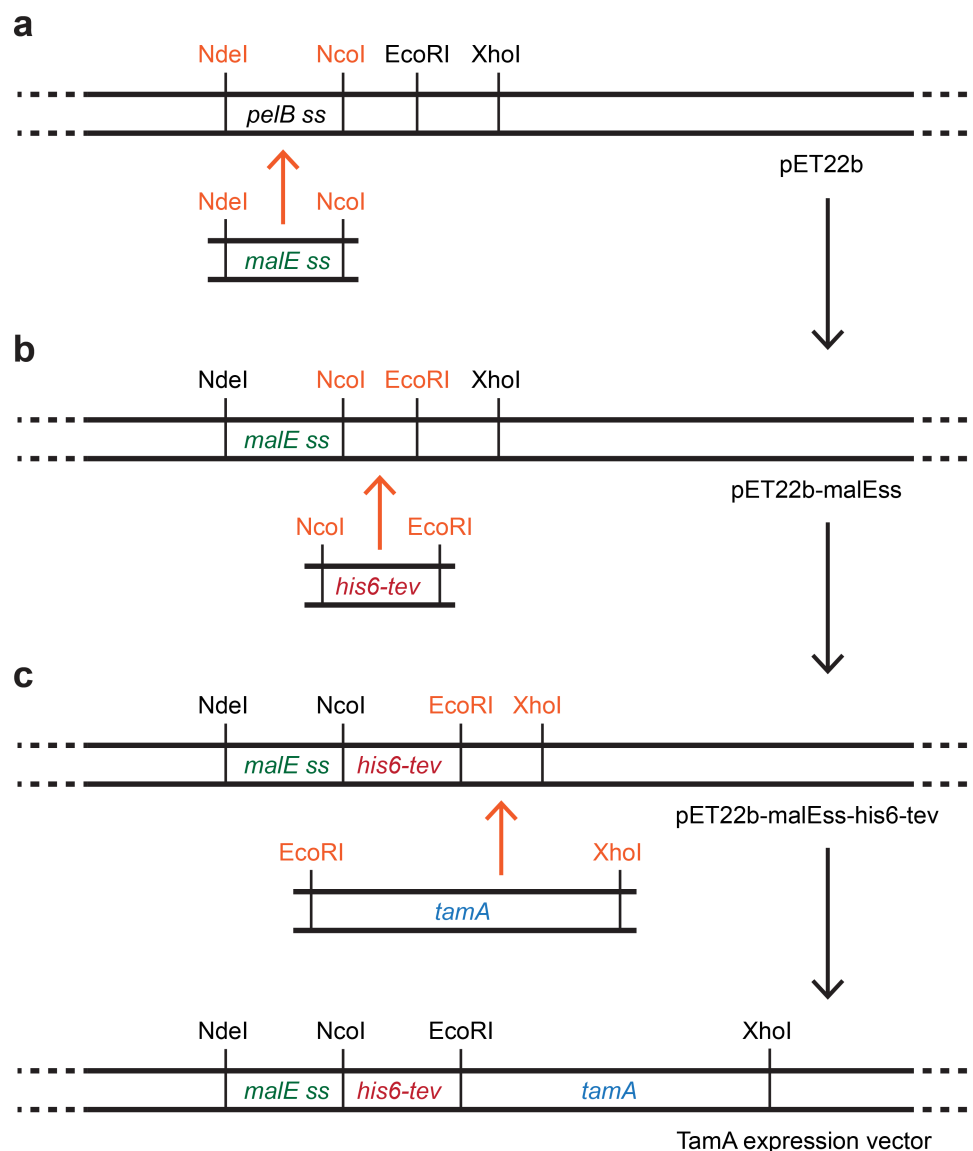 a
NdeI NcoI EcoRI XhoI
pelB ss
pET22b
NdeI NcoI
malE ss
b
NdeI NcoI EcoRI XhoI
malE ss
pET22b-malEss
NcoI EcoRI
his6-tev
c
NdeI NcoI EcoRI XhoI
malE ss his6-tev
pET22b-malEss-his6-tev
EcoRI XhoI
tamA
NdeI NcoI EcoRI XhoI
malE ss his6-tev tamA
TamA expression vector